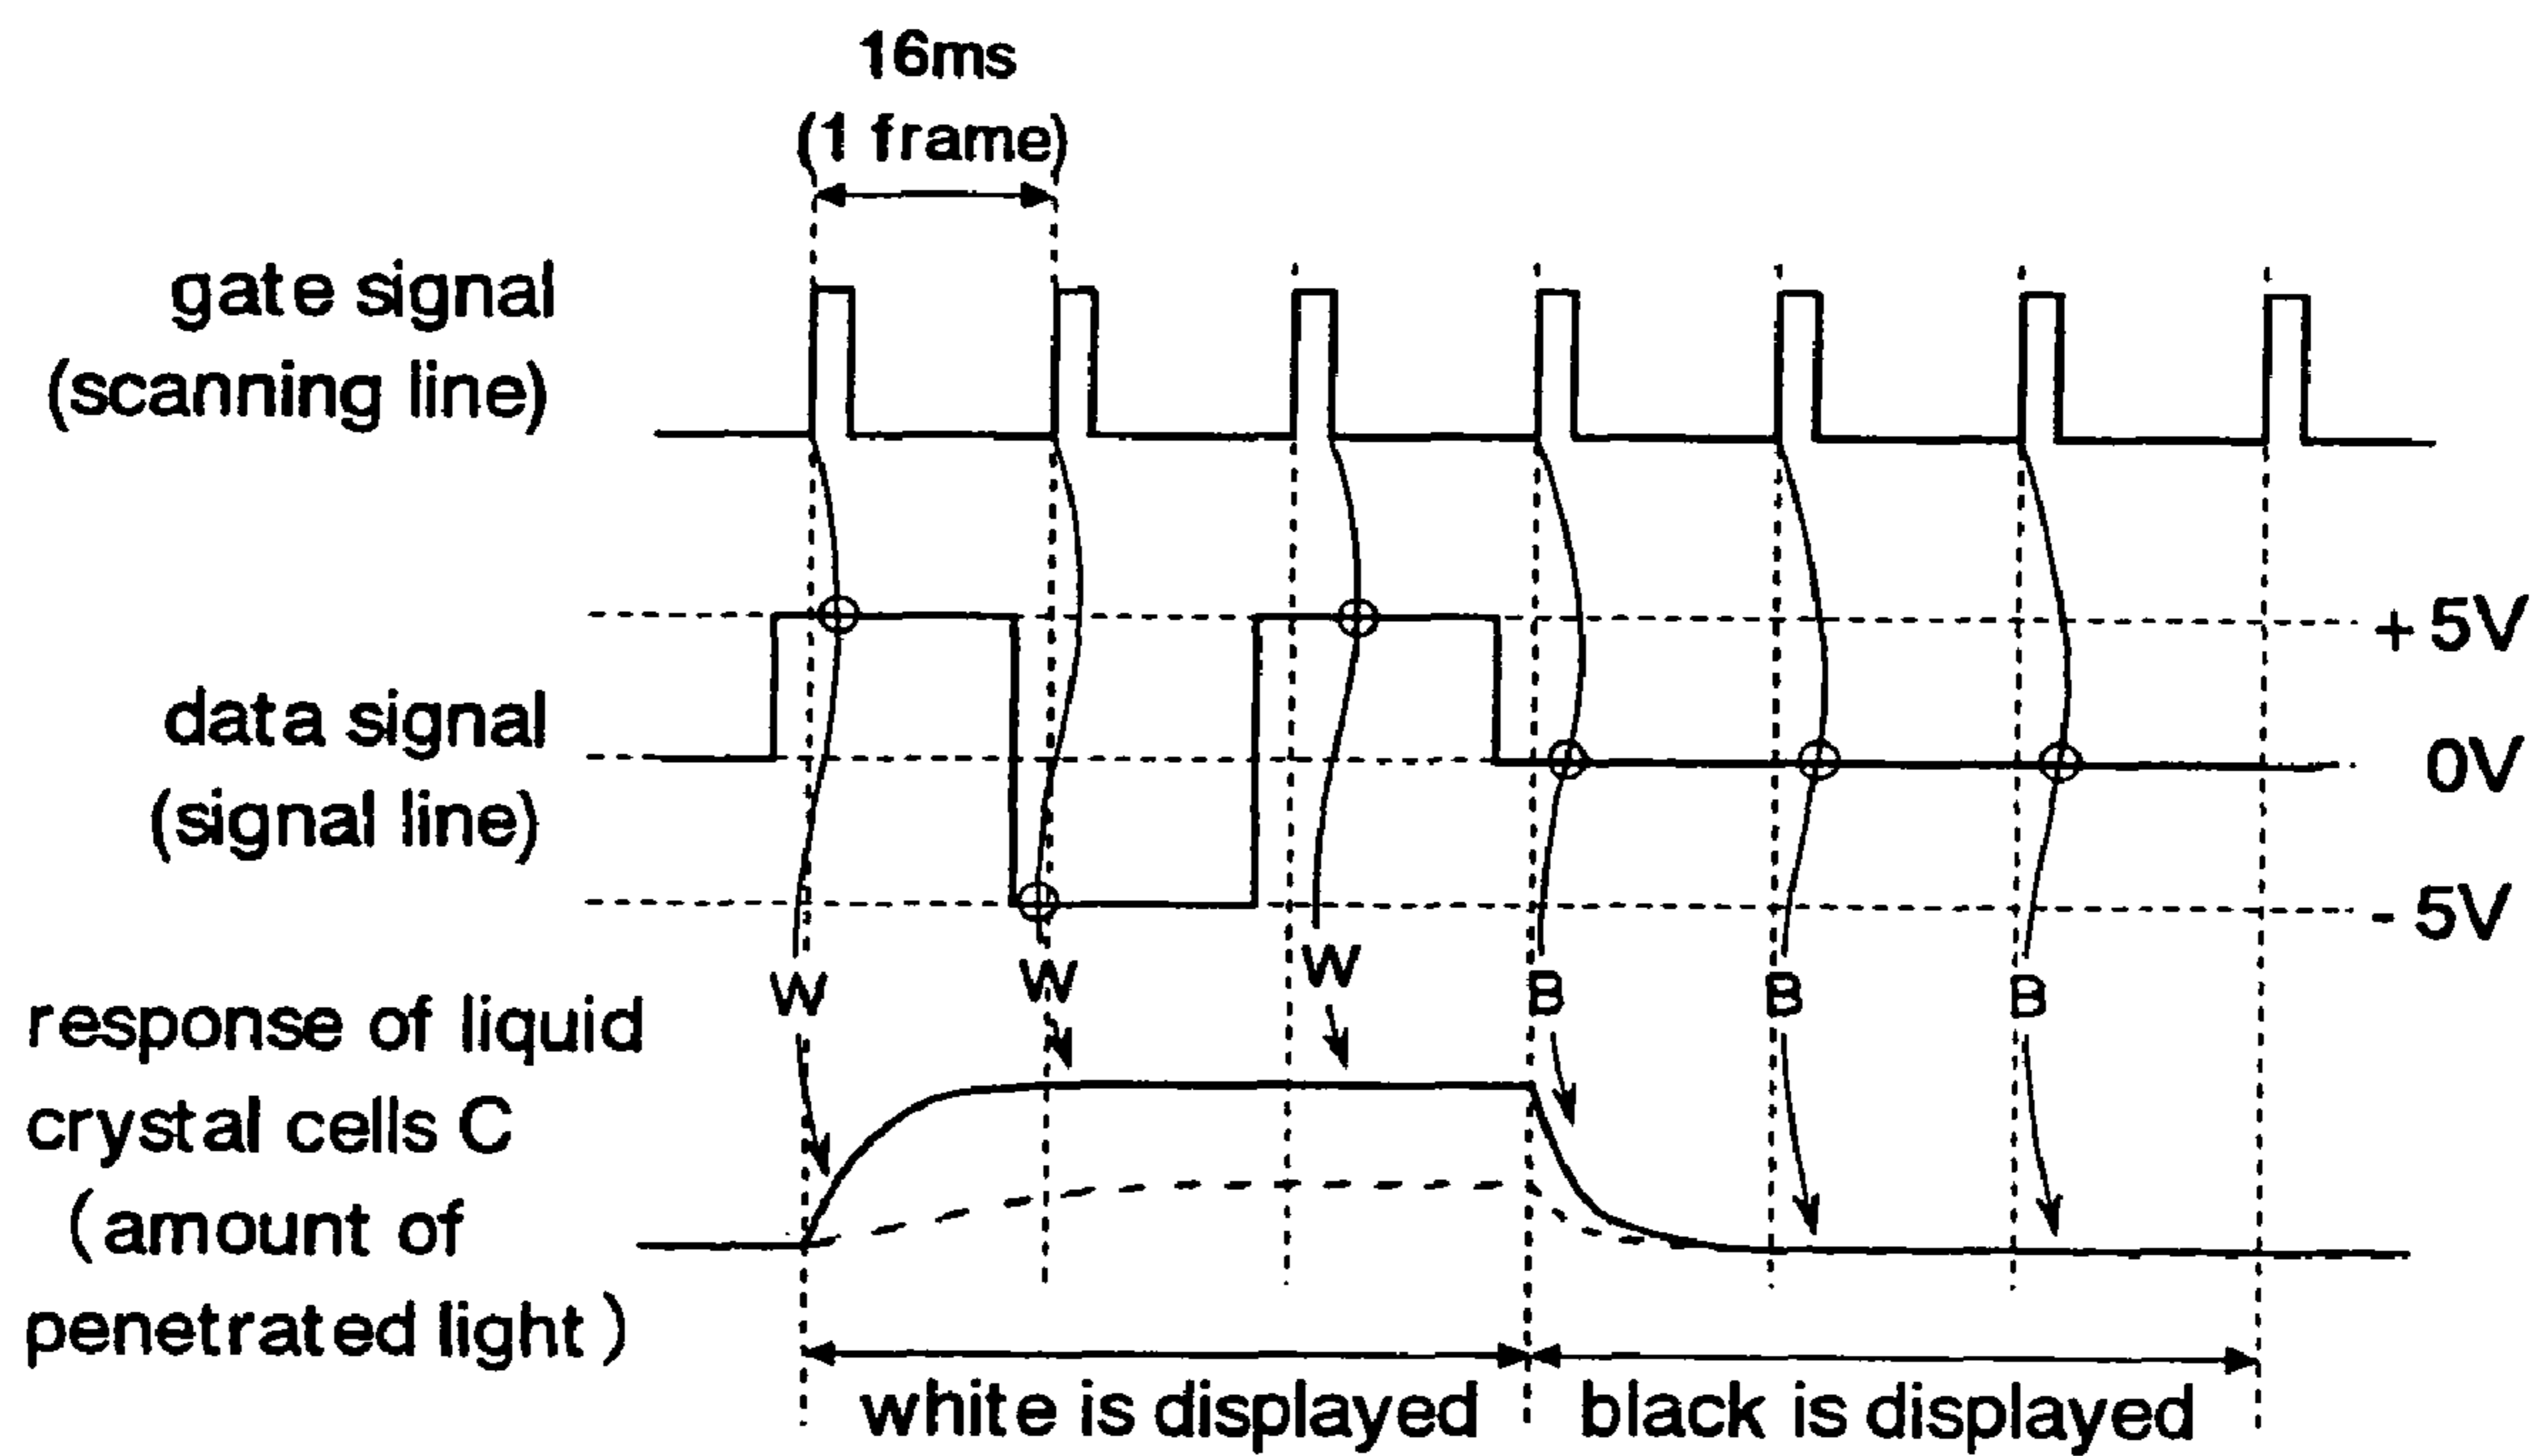 16ms
(1 frame)
gate signal
(scanning line)
+ 5V
data signal
(signal line)
0V
- 5V
W W W B B B
response of liquid
crystal cells C
(amount of
penetrated light)
white is displayed black is displayed